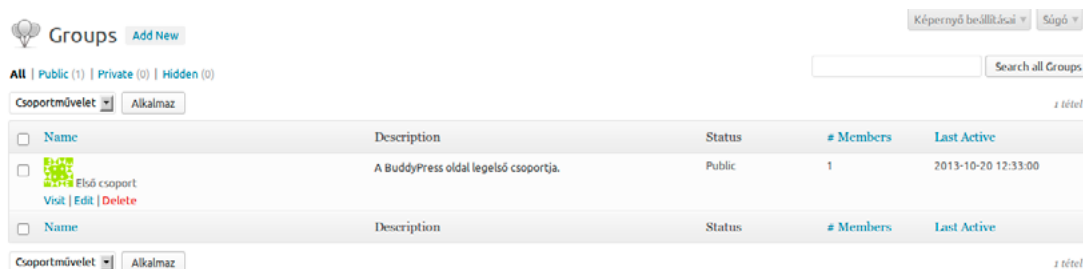 Képernyő beállításai Súgó
Groups Add New
All | Public (1) | Private (0) | Hidden (0)
Search all Groups
Csoportművelet Alkalmaz
1 tétel
Name Description Status # Members Last Active
Első csoport A BuddyPress oldal legelső csoportja. Public 1 2013-10-20 12:33:00
Visit | Edit | Delete
Name Description Status # Members Last Active
Csoportművelet Alkalmaz
1 tétel